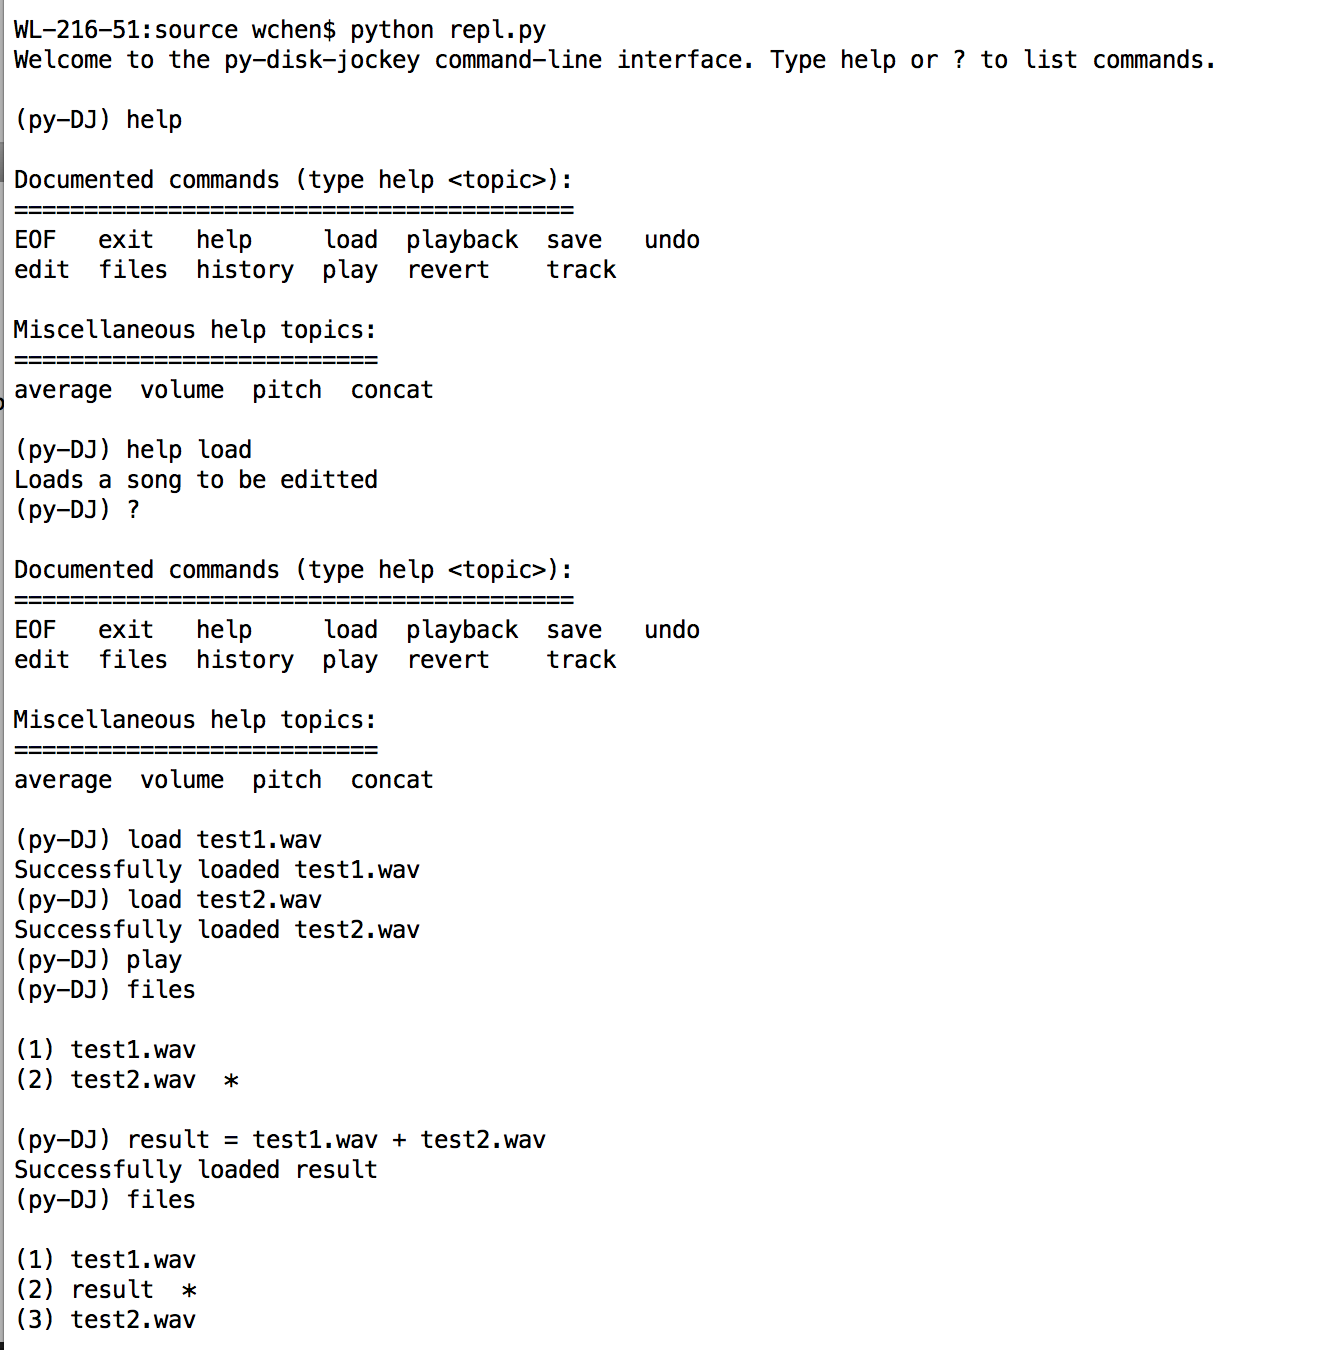 WL-216-51:source wchen$ python repl.py
Welcome to the py-disk-jockey command-line interface. Type help or ? to list commands.
(py-DJ) help
Documented commands (type help <topic>):
========================================
EOF   exit   help     load  playback  save   undo
edit  files  history  play  revert    track
Miscellaneous help topics:
==========================
average  volume  pitch  concat
(py-DJ) help load
Loads a song to be editted
(py-DJ) ?
Documented commands (type help <topic>):
========================================
EOF   exit   help     load  playback  save   undo
edit  files  history  play  revert    track
Miscellaneous help topics:
==========================
average  volume  pitch  concat
(py-DJ) load test1.wav
Successfully loaded test1.wav
(py-DJ) load test2.wav
Successfully loaded test2.wav
(py-DJ) play
(py-DJ) files
(1) test1.wav
(2) test2.wav  *
(py-DJ) result = test1.wav + test2.wav
Successfully loaded result
(py-DJ) files
(1) test1.wav
(2) result  *
(3) test2.wav